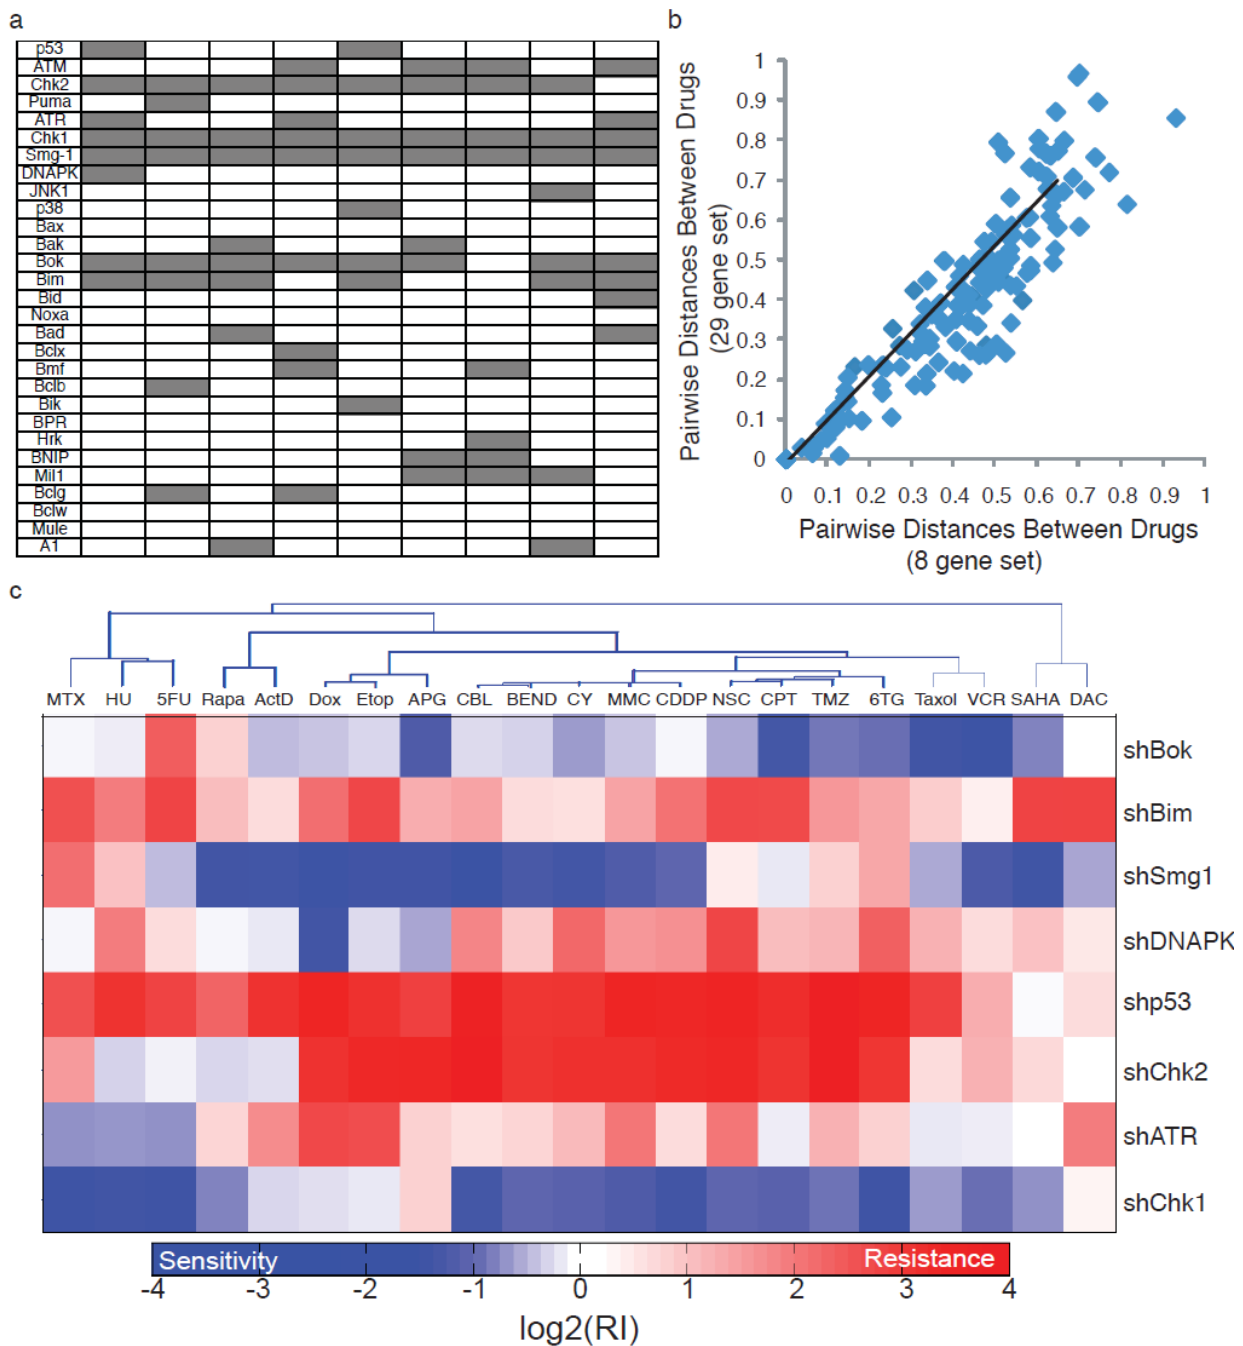 a
p53
ATM
Chk2
Puma
ATR
Chk1
Smg-1
DNAPK
JNK1
p38
Bax
Bak
Bok
Bim
Bid
Noxa
Bad
Bclx
Bmf
Bclb
Bik
BPR
Hrk
BNIP
Mil1
Bclg
Bclw
Mule
A1
b
Pairwise Distances Between Drugs
(29 gene set)
1
0.9
0.8
0.7
0.6
0.5
0.4
0.3
0.2
0.1
0
0 0.1 0.2 0.3 0.4 0.5 0.6 0.7 0.8 0.9 1
Pairwise Distances Between Drugs
(8 gene set)
c
MTX HU 5FU Rapa ActD Dox Etop APG CBL BEND CY MMC CDDP NSC CPT TMZ 6TG Taxol VCR SAHA DAC
shBok
shBim
shSmg1
shDNAPK
shp53
shChk2
shATR
shChk1
Sensitivity Resistance
-4 -3 -2 -1 0 1 2 3 4
log2(RI)